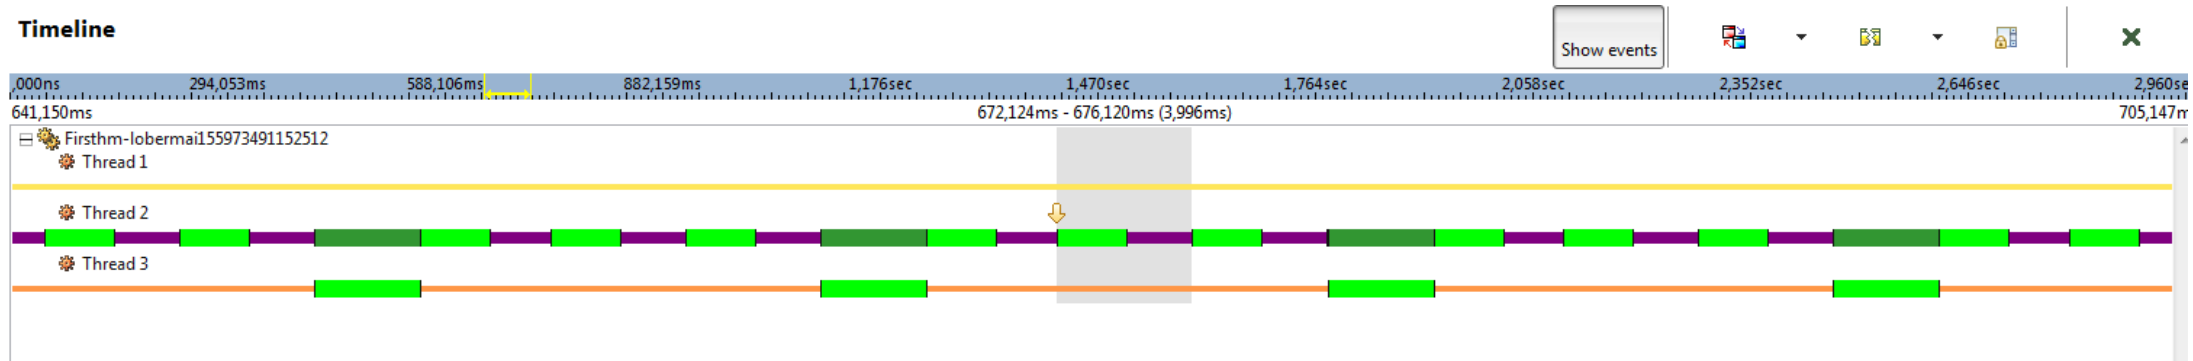 Timeline
Show events
,000ns 294,053ms 588,106ms 882,159ms 1,176sec 1,470sec 1,764sec 2,058sec 2,352sec 2,646sec 2,960se
641,150ms 672,124ms - 676,120ms (3,996ms) 705,147m
Firsthm-lobermai155973491152512
Thread 1
Thread 2
Thread 3